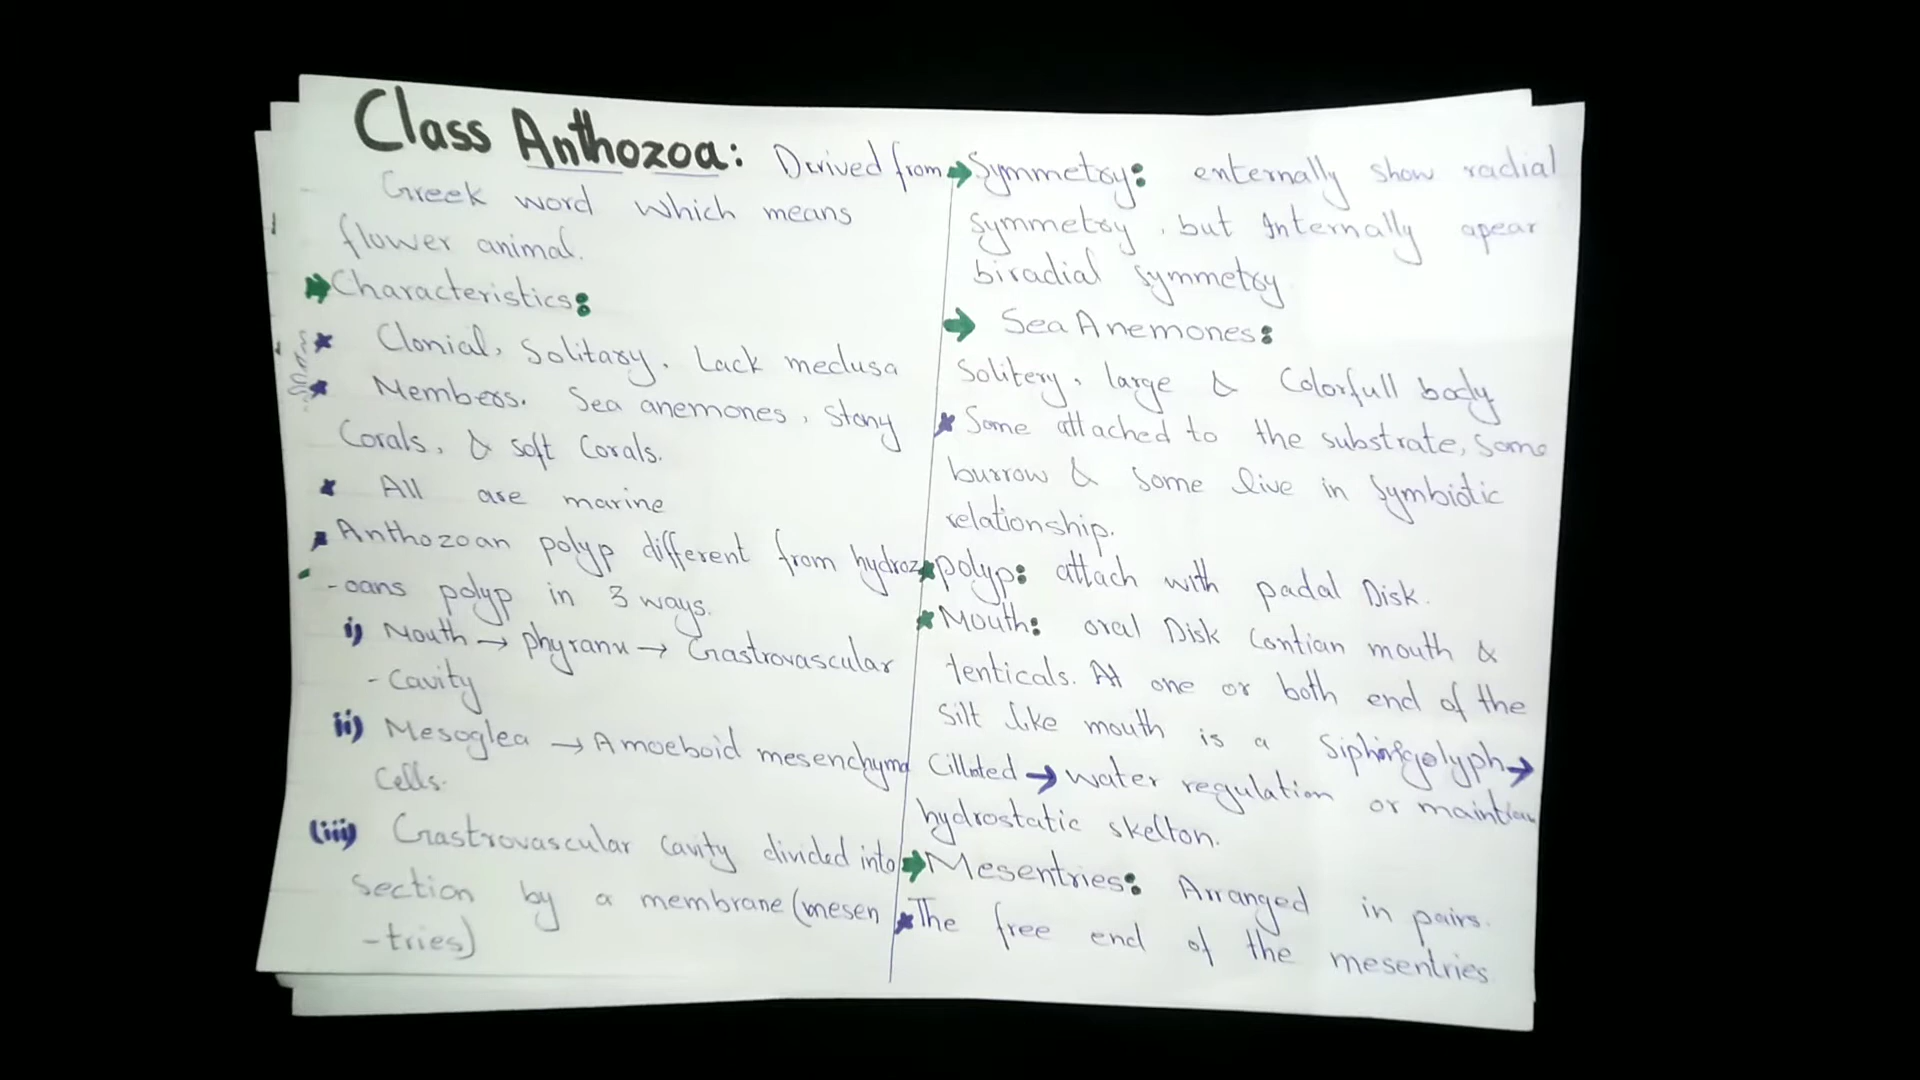 Class Anthozoa: Derived from
Greek word which means
flower animal.
Characteristics:
Clonial, Solitary, Lack medusa
Members. Sea anemones, Stony
Corals, & soft Corals.
All are marine
Anthozoan polyp different from hydroz
-oans polyp in 3 ways.
i) Mouth → phyranx → Gastrovascular
-Cavity
ii) Mesoglea → Amoeboid mesenchyma
Cells.
(iii) Gastrovascular Cavity divided into
Section by a membrane (mesen
-tries)
Symmetry: enternally show radial
symmetry, but Internally apear
biradial symmetry
Sea Anemones:
Solitery, large & Colorfull body
Some attached to the substrate, Some
burrow & Some live in Symbiotic
relationship.
polyp: attach with padal Disk.
Mouth: oral Disk Contian mouth &
tenticals. At one or both end of the
Silt like mouth is a →
Cillated → water regulation or maintian
hydrostatic skelton.
Mesentries: Arranged in pairs.
The free end of the mesentries